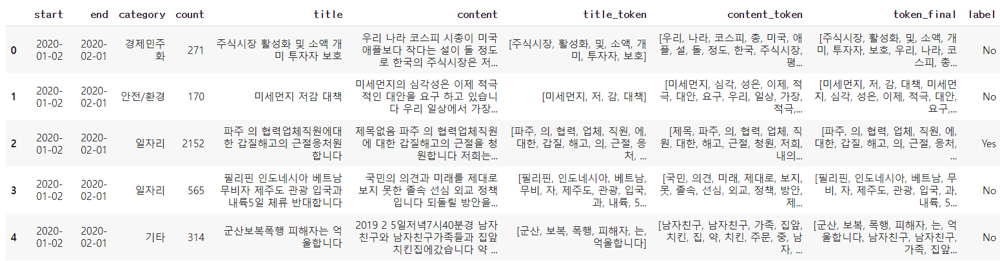 start end category count title content title_token content_token token_final label
0 2020-01-02 2020-02-01 경제민주화 271 주식시장 활성화 및 소액 개미 투자자 보호 우리 나라 코스피 시총이 미국 애플보다 작다는 설이 돌 정도로 한국의 주식시장은 저... [주식시장, 활성화, 및, 소액, 개미, 투자자, 보호] [우리, 나라, 코스피, 총, 미국, 애플, 설, 돌, 정도, 한국, 주식시장, 평... [주식시장, 활성화, 및, 소액, 개미, 투자자, 보호, 우리, 나라, 코스피, 총... No
1 2020-01-02 2020-02-01 안전/환경 170 미세먼지 저감 대책 미세먼지의 심각성은 이제 적극적인 대안을 요구 하고 있습니다 우리 일상에서 가장... [미세먼지, 저, 감, 대책] [미세먼지, 심각, 성은, 이제, 적극, 대안, 요구, 우리, 일상, 가장, 적극,... [미세먼지, 저, 감, 대책, 미세먼지, 심각, 성은, 이제, 적극, 대안, 요구,... No
2 2020-01-02 2020-02-01 일자리 2152 파주 의 협력업체직원에대한 갑질해고의 근절응처원합니다 제목없음 파주 의 협력업체직원에 대한 갑질해고의 근절을 청원합니다 저희는... [파주, 의, 협력, 업체, 직원, 에, 대한, 갑질, 해고, 의, 근절, 응처, ... [제목, 파주, 의, 협력, 업체, 직원, 대한, 해고, 근절, 청원, 저희, 내의... [파주, 의, 협력, 업체, 직원, 에, 대한, 갑질, 해고, 의, 근절, 응처, ... Yes
3 2020-01-02 2020-02-01 일자리 565 필리핀 인도네시아 베트남 무비자 제주도 관광 입국과 내륙5일 체류 반대합니다 국민의 의견과 미래를 제대로 보지 못한 졸속 선심 외교 정책입니다 되돌릴 방안을... [필리핀, 인도네시아, 베트남, 무비, 자, 제주도, 관광, 입국, 과, 내륙, 5... [국민, 의견, 미래, 제대로, 보지, 못, 졸속, 선심, 외교, 정책, 방안, 제... [필리핀, 인도네시아, 베트남, 무비, 자, 제주도, 관광, 입국, 과, 내륙, 5... No
4 2020-01-02 2020-02-01 기타 314 군산보복폭행 피해자는 억울합니다 2019 2 5일저녁7시40분경 남자친구와 남자친구가족들과 집앞 치킨집에갔습니다 약 ... [군산, 보복, 폭행, 피해자, 는, 억울합니다] [남자친구, 남자친구, 가족, 집앞, 치킨, 집, 약, 치킨, 주문, 중, 남자, ... [군산, 보복, 폭행, 피해자, 는, 억울합니다, 남자친구, 남자친구, 가족, 집앞... No